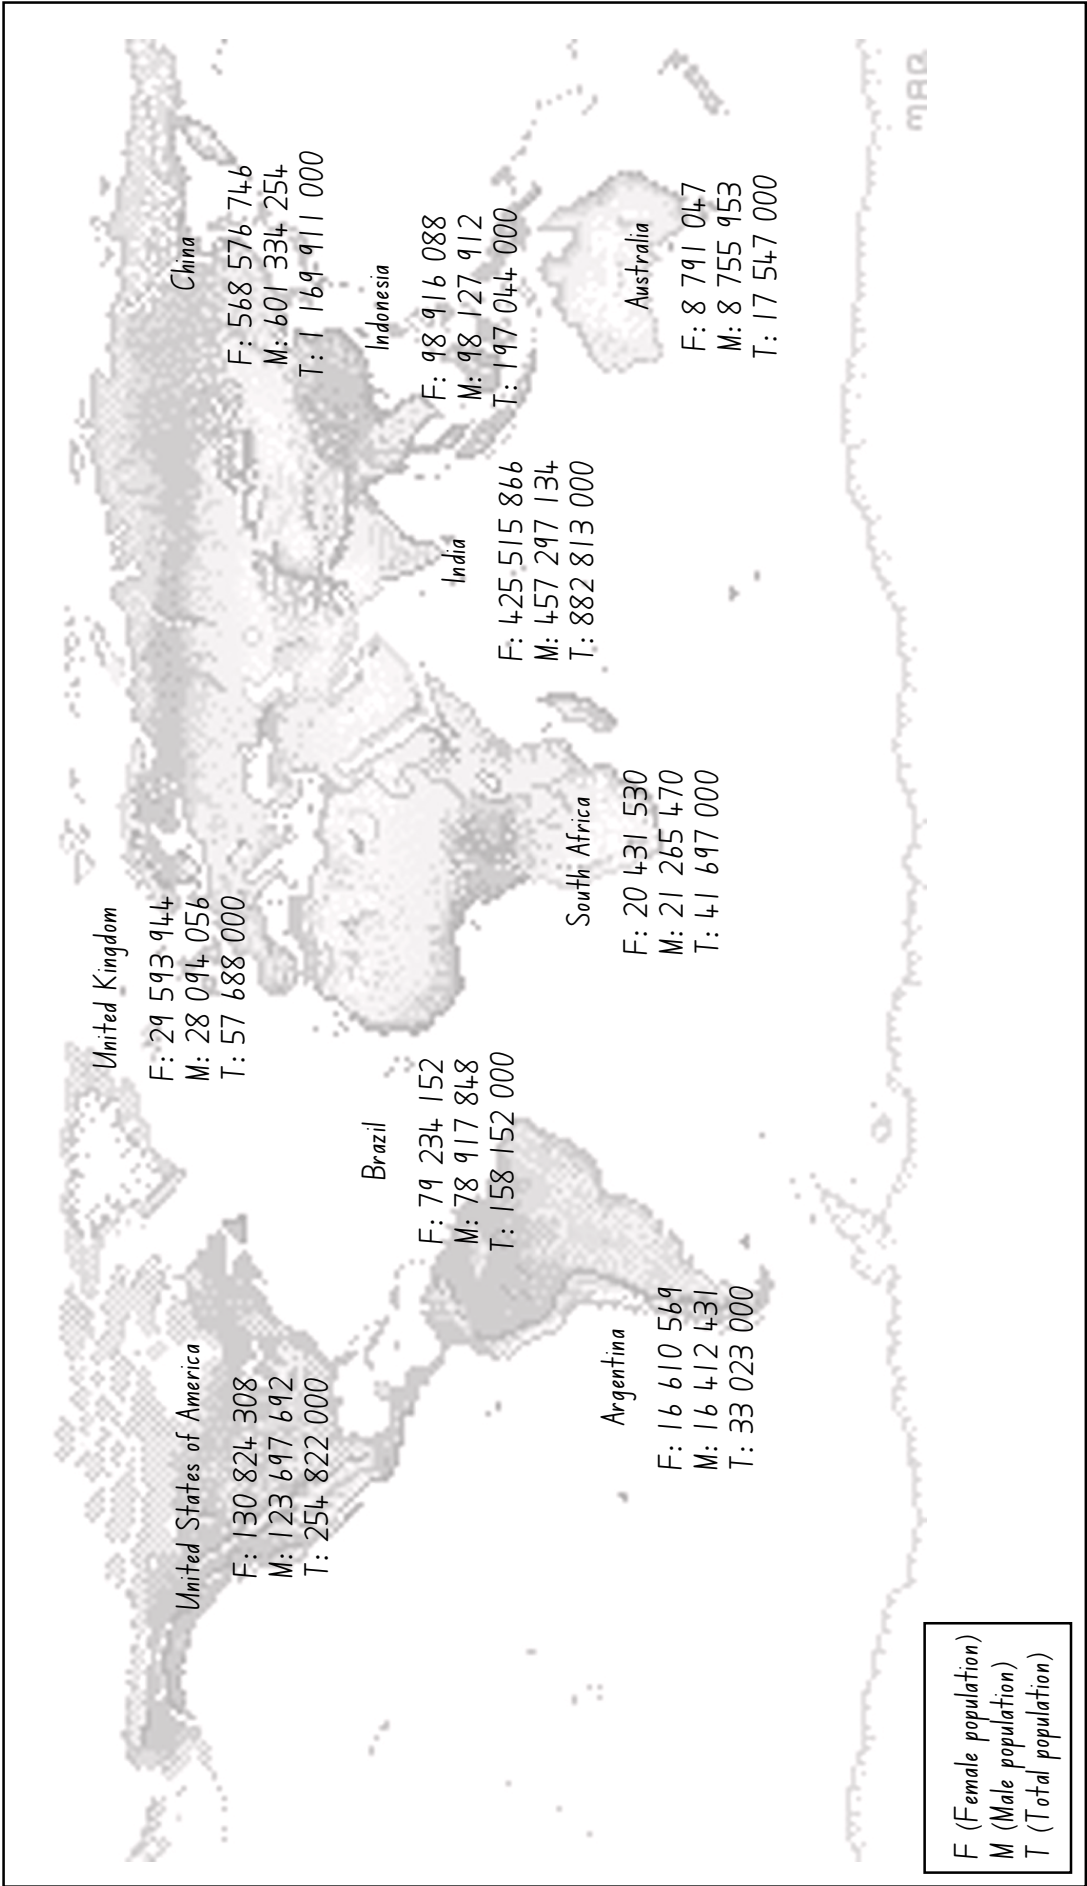 United States of America
F: 130 824 308
M: 123 697 692
T: 254 822 000
United Kingdom
F: 29 593 944
M: 28 094 056
T: 57 688 000
China
F: 568 576 746
M: 601 334 254
T: 1 169 911 000
Brazil
F: 79 234 152
M: 78 917 848
T: 158 152 000
India
F: 425 515 866
M: 457 297 134
T: 882 813 000
Indonesia
F: 98 916 088
M: 98 127 912
T: 197 044 000
Argentina
F: 16 610 569
M: 16 412 431
T: 33 023 000
South Africa
F: 20 431 530
M: 21 265 470
T: 41 697 000
Australia
F: 8 791 047
M: 8 755 953
T: 17 547 000
F (Female population)
M (Male population)
T (Total population)